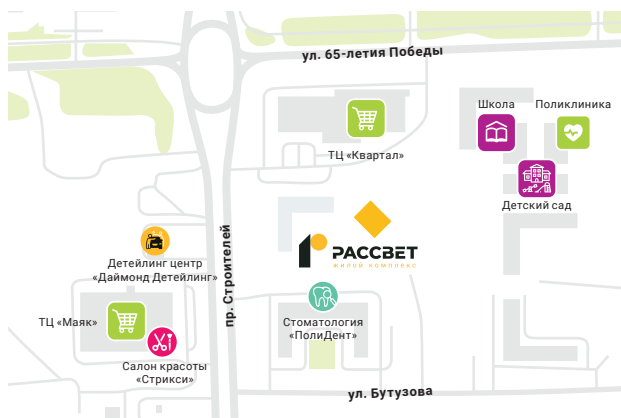 ул. 65-летия Победы
Школа
Поликлиника
ТЦ «Квартал»
Детский сад
пр. Строителей
РАССВЕТ
ЖИЛОЙ КОМПЛЕКС
Детейлинг центр
«Даймонд Детейлинг»
ТЦ «Маяк»
Стоматология
«ПолиДент»
Салон красоты
«Стрикси»
ул. Бутузова